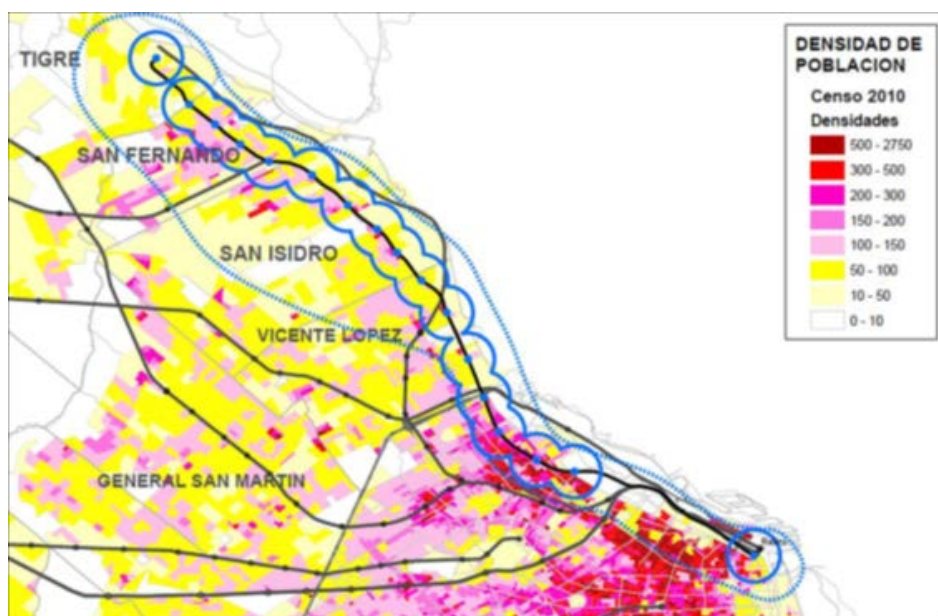 TIGRE
SAN FERNANDO
SAN ISIDRO
VICENTE LOPEZ
GENERAL SAN MARTIN
DENSIDAD DE
POBLACION
Censo 2010
Densidades
500 - 2750
300 - 500
200 - 300
150 - 200
100 - 150
50 - 100
10 - 50
0 - 10